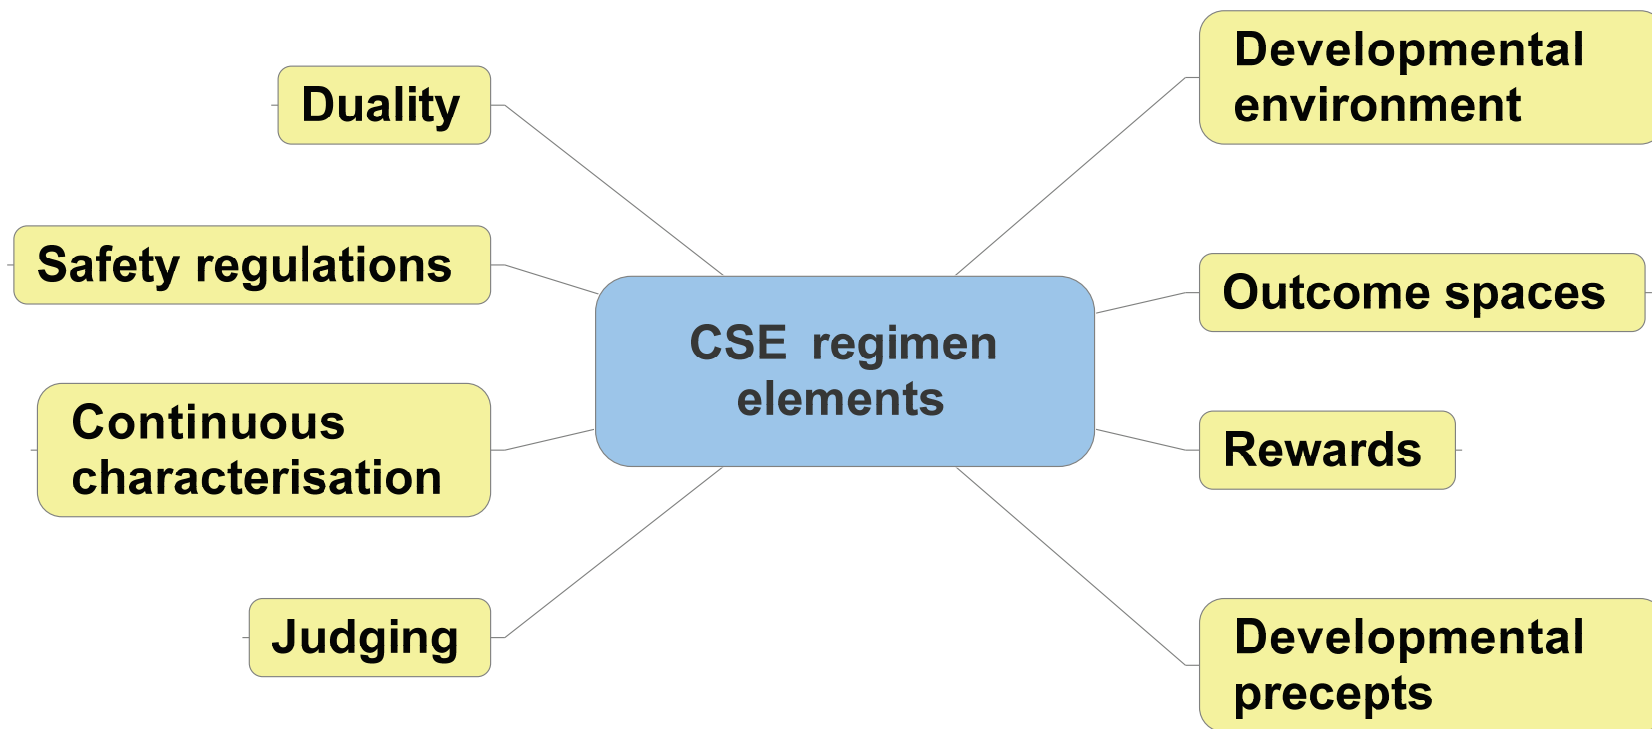 Duality
Safety regulations
Continuous
characterisation
Judging
CSE regimen
elements
Developmental
environment
Outcome spaces
Rewards
Developmental
precepts